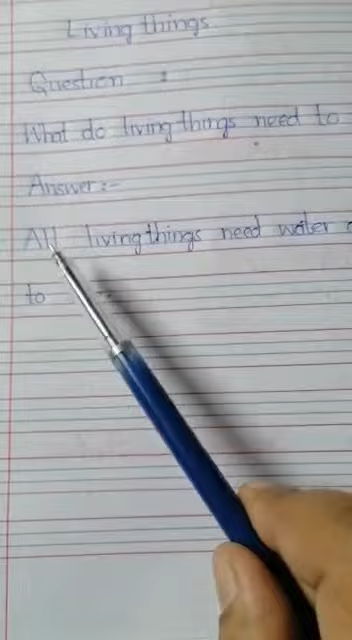 Living things
Question :
What do living things need to
Answer:-
All living things need water
to